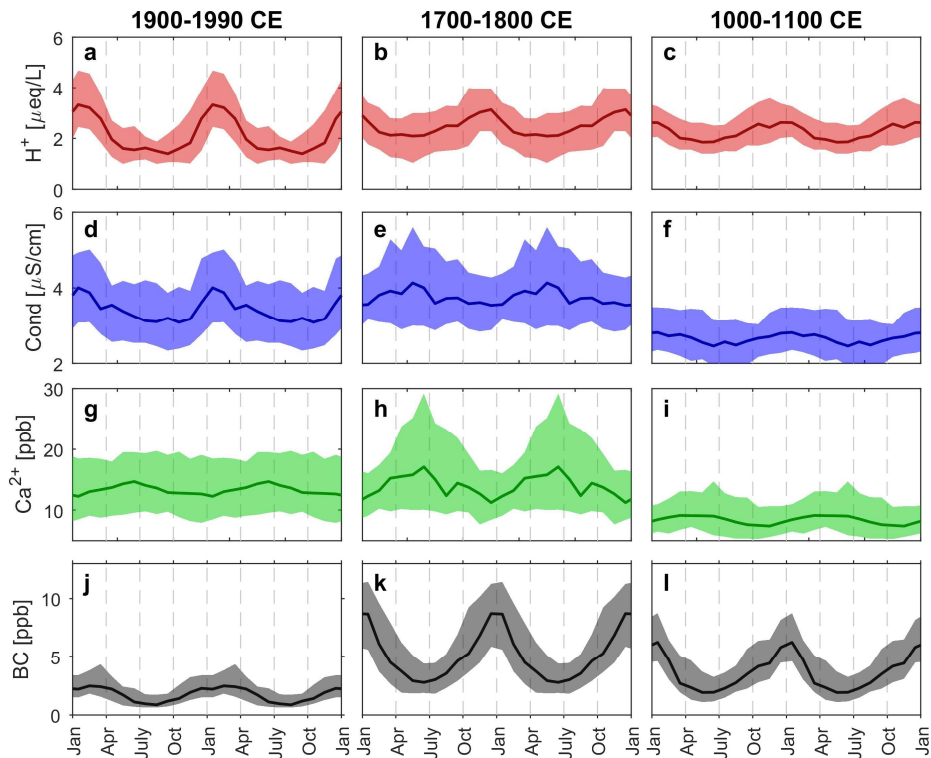 1900-1990 CE 1700-1800 CE 1000-1100 CE
H⁺ [μeq/L]
6
4
2
0
a b c
Cond [μS/cm]
6
4
2
d e f
Ca²⁺ [ppb]
30
20
10
g h i
BC [ppb]
10
5
0
j k l
Jan Apr July Oct Jan Apr July Oct Jan Jan Apr July Oct Jan Apr July Oct Jan Jan Apr July Oct Jan Apr July Oct Jan